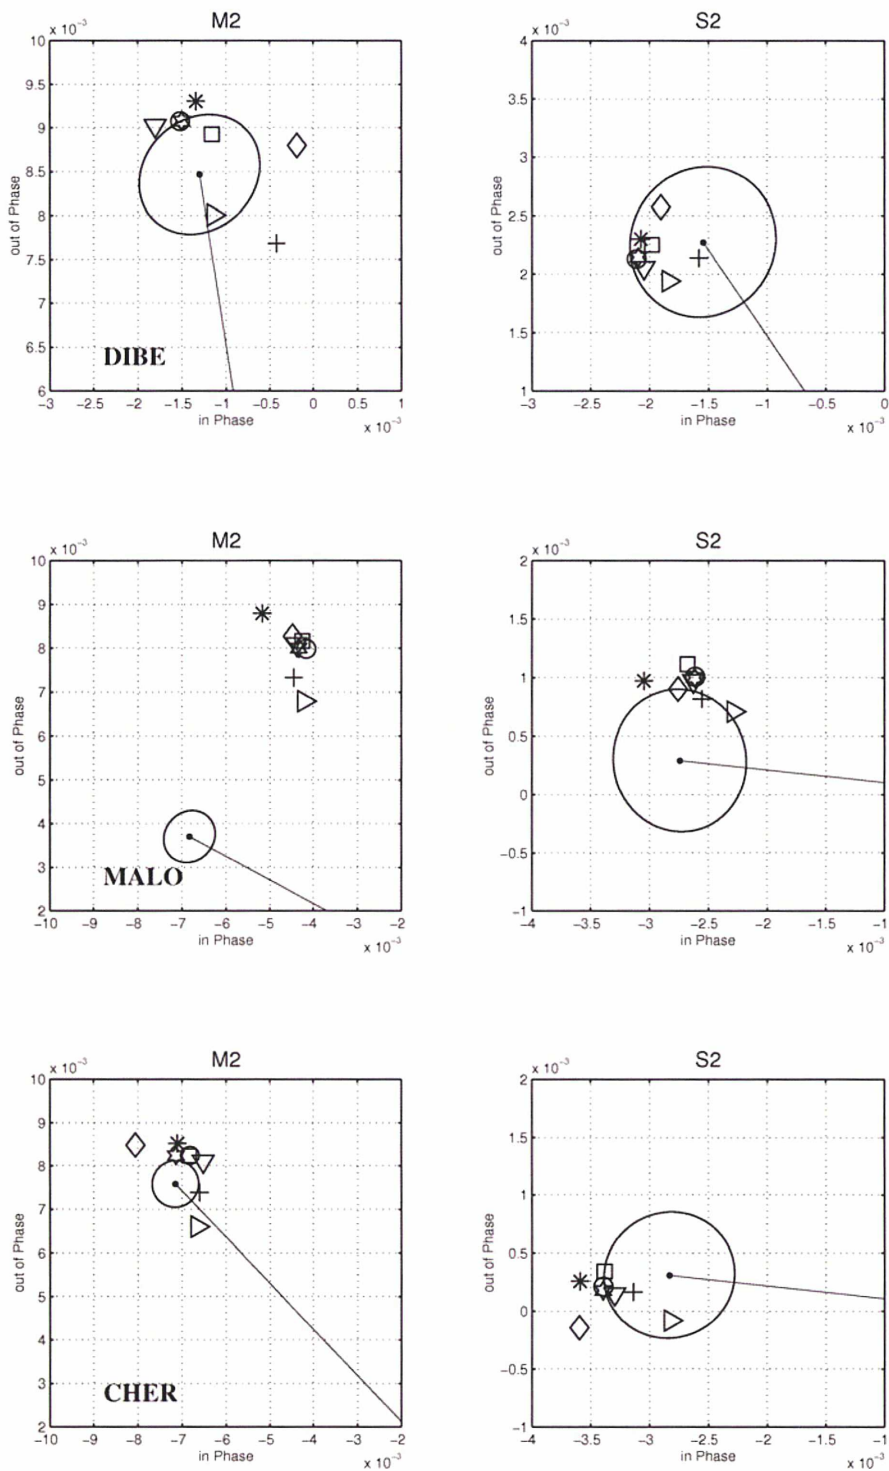 M2
x 10⁻³
10
9.5
9
8.5
8
7.5
7
6.5
6
out of Phase
DIBE
−3 −2.5 −2 −1.5 −1 −0.5 0 0.5 1
in Phase
x 10⁻³
S2
x 10⁻³
4
3.5
3
2.5
2
1.5
1
out of Phase
−3 −2.5 −2 −1.5 −1 −0.5 0
in Phase
x 10⁻³
M2
x 10⁻³
10
9
8
7
6
5
4
3
2
out of Phase
MALO
−10 −9 −8 −7 −6 −5 −4 −3 −2
in Phase
x 10⁻³
S2
x 10⁻³
2
1.5
1
0.5
0
−0.5
−1
out of Phase
−4 −3.5 −3 −2.5 −2 −1.5 −1
in Phase
x 10⁻³
M2
x 10⁻³
10
9
8
7
6
5
4
3
2
out of Phase
CHER
−10 −9 −8 −7 −6 −5 −4 −3 −2
in Phase
x 10⁻³
S2
x 10⁻³
2
1.5
1
0.5
0
−0.5
−1
out of Phase
−4 −3.5 −3 −2.5 −2 −1.5 −1
in Phase
x 10⁻³